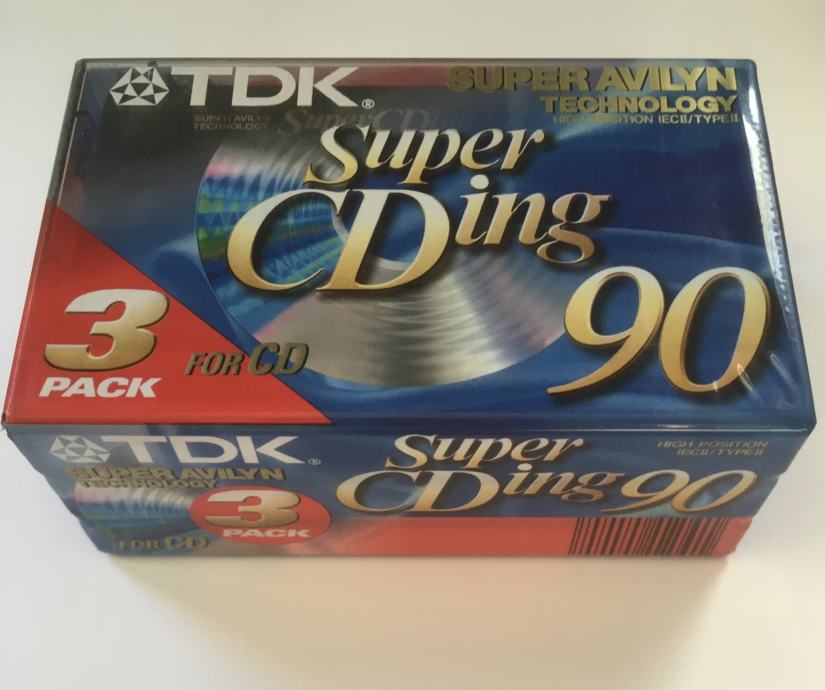 TDK®
SUPER AVILYN
TECHNOLOGY
HIGH POSITION IECII/TYPEII
SUPER AVILYN
TECHNOLOGY
Super CDing
Super
CDing
90
3
PACK
FOR CD
TDK®
SUPER AVILYN
TECHNOLOGY
Super
CDing 90
HIGH POSITION
IECII/TYPEII
3
PACK
FOR CD